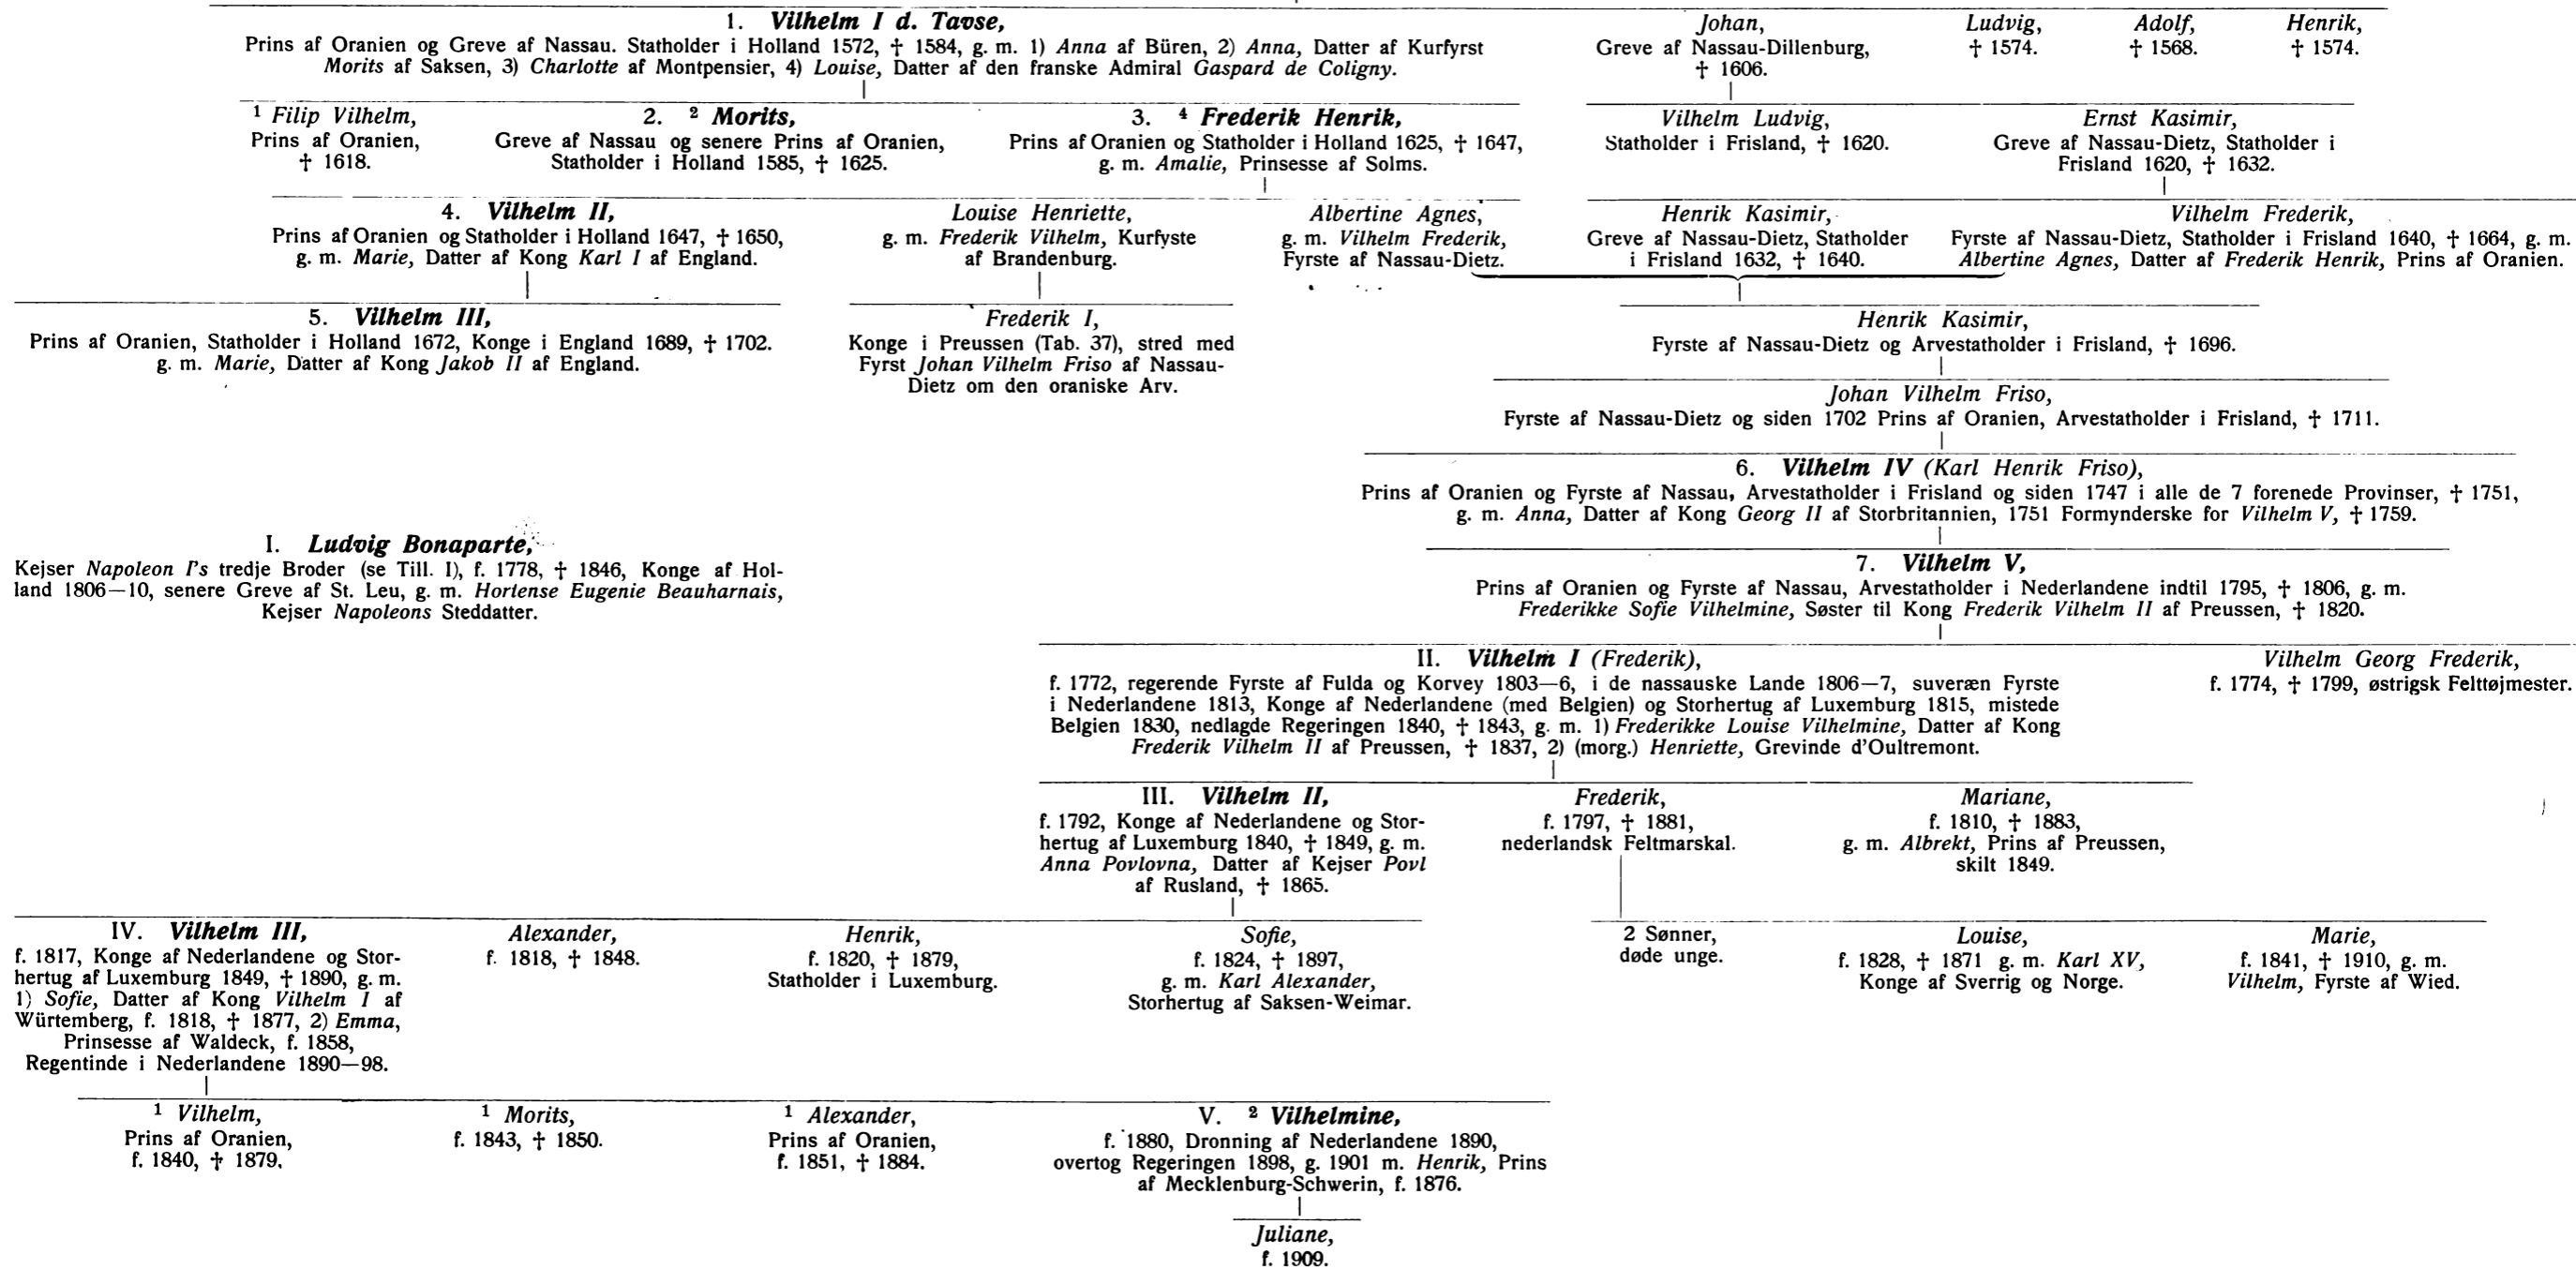 1. Vilhelm I d. Tavse,
Prins af Oranien og Greve af Nassau. Statholder i Holland 1572, † 1584, g. m. 1) Anna af Büren, 2) Anna, Datter af Kurfyrst
Morits af Saksen, 3) Charlotte af Montpensier, 4) Louise, Datter af den franske Admiral Gaspard de Coligny.
Johan,
Greve af Nassau-Dillenburg,
† 1606.
Ludvig,
† 1574.
Adolf,
† 1568.
Henrik,
† 1574.
¹ Filip Vilhelm,
Prins af Oranien,
† 1618.
2. ² Morits,
Greve af Nassau og senere Prins af Oranien,
Statholder i Holland 1585, † 1625.
3. ⁴ Frederik Henrik,
Prins af Oranien og Statholder i Holland 1625, † 1647,
g. m. Amalie, Prinsesse af Solms.
Vilhelm Ludvig,
Statholder i Frisland, † 1620.
Ernst Kasimir,
Greve af Nassau-Dietz, Statholder i
Frisland 1620, † 1632.
4. Vilhelm II,
Prins af Oranien og Statholder i Holland 1647, † 1650,
g. m. Marie, Datter af Kong Karl I af England.
Louise Henriette,
g. m. Frederik Vilhelm, Kurfyste
af Brandenburg.
Albertine Agnes,
g. m. Vilhelm Frederik,
Fyrste af Nassau-Dietz.
Henrik Kasimir,
Greve af Nassau-Dietz, Statholder
i Frisland 1632, † 1640.
Vilhelm Frederik,
Fyrste af Nassau-Dietz, Statholder i Frisland 1640, † 1664, g. m.
Albertine Agnes, Datter af Frederik Henrik, Prins af Oranien.
5. Vilhelm III,
Prins af Oranien, Statholder i Holland 1672, Konge i England 1689, † 1702.
g. m. Marie, Datter af Kong Jakob II af England.
Frederik I,
Konge i Preussen (Tab. 37), stred med
Fyrst Johan Vilhelm Friso af Nassau-
Dietz om den oraniske Arv.
Henrik Kasimir,
Fyrste af Nassau-Dietz og Arvestatholder i Frisland, † 1696.
Johan Vilhelm Friso,
Fyrste af Nassau-Dietz og siden 1702 Prins af Oranien, Arvestatholder i Frisland, † 1711.
6. Vilhelm IV (Karl Henrik Friso),
Prins af Oranien og Fyrste af Nassau, Arvestatholder i Frisland og siden 1747 i alle de 7 forenede Provinser, † 1751,
g. m. Anna, Datter af Kong Georg II af Storbritannien, 1751 Formynderske for Vilhelm V, † 1759.
I. Ludvig Bonaparte,
Kejser Napoleon I's tredje Broder (se Till. I), f. 1778, † 1846, Konge af Hol-
land 1806—10, senere Greve af St. Leu, g. m. Hortense Eugenie Beauharnais,
Kejser Napoleons Steddatter.
7. Vilhelm V,
Prins af Oranien og Fyrste af Nassau, Arvestatholder i Nederlandene indtil 1795, † 1806, g. m.
Frederikke Sofie Vilhelmine, Søster til Kong Frederik Vilhelm II af Preussen, † 1820.
II. Vilhelm I (Frederik),
f. 1772, regerende Fyrste af Fulda og Korvey 1803—6, i de nassauske Lande 1806—7, suveræn Fyrste
i Nederlandene 1813, Konge af Nederlandene (med Belgien) og Storhertug af Luxemburg 1815, mistede
Belgien 1830, nedlagde Regeringen 1840, † 1843, g. m. 1) Frederikke Louise Vilhelmine, Datter af Kong
Frederik Vilhelm II af Preussen, † 1837, 2) (morg.) Henriette, Grevinde d'Oultremont.
Vilhelm Georg Frederik,
f. 1774, † 1799, østrigsk Felttøjmester.
III. Vilhelm II,
f. 1792, Konge af Nederlandene og Stor-
hertug af Luxemburg 1840, † 1849, g. m.
Anna Povlovna, Datter af Kejser Povl
af Rusland, † 1865.
Frederik,
f. 1797, † 1881,
nederlandsk Feltmarskal.
Mariane,
f. 1810, † 1883,
g. m. Albrekt, Prins af Preussen,
skilt 1849.
IV. Vilhelm III,
f. 1817, Konge af Nederlandene og Stor-
hertug af Luxemburg 1849, † 1890, g. m.
1) Sofie, Datter af Kong Vilhelm I af
Würtemberg, f. 1818, † 1877, 2) Emma,
Prinsesse af Waldeck, f. 1858,
Regentinde i Nederlandene 1890—98.
Alexander,
f. 1818, † 1848.
Henrik,
f. 1820, † 1879,
Statholder i Luxemburg.
Sofie,
f. 1824, † 1897,
g. m. Karl Alexander,
Storhertug af Saksen-Weimar.
2 Sønner,
døde unge.
Louise,
f. 1828, † 1871 g. m. Karl XV,
Konge af Sverrig og Norge.
Marie,
f. 1841, † 1910, g. m.
Vilhelm, Fyrste af Wied.
¹ Vilhelm,
Prins af Oranien,
f. 1840, † 1879.
¹ Morits,
f. 1843, † 1850.
¹ Alexander,
Prins af Oranien,
f. 1851, † 1884.
V. ² Vilhelmine,
f. 1880, Dronning af Nederlandene 1890,
overtog Regeringen 1898, g. 1901 m. Henrik, Prins
af Mecklenburg-Schwerin, f. 1876.
Juliane,
f. 1909.